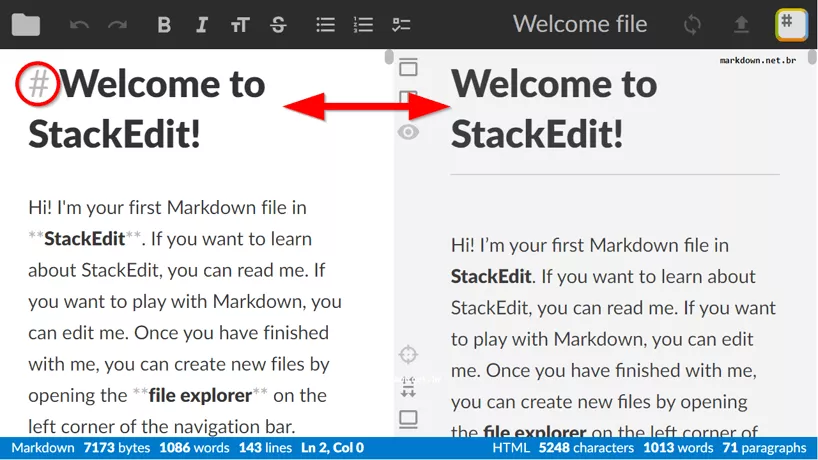 B I TT S
Welcome file
#
markdown.net.br
# Welcome to
StackEdit!
Hi! I'm your first Markdown file in
**StackEdit**. If you want to learn
about StackEdit, you can read me. If
you want to play with Markdown, you
can edit me. Once you have finished
with me, you can create new files by
opening the **file explorer** on the
left corner of the navigation bar.
Welcome to
StackEdit!
Hi! I’m your first Markdown file in
StackEdit. If you want to learn about
StackEdit, you can read me. If you want
to play with Markdown, you can edit
me. Once you have finished with me,
you can create new files by opening
the file explorer on the left corner of
Markdown 7173 bytes 1086 words 143 lines Ln 2, Col 0
HTML 5248 characters 1013 words 71 paragraphs